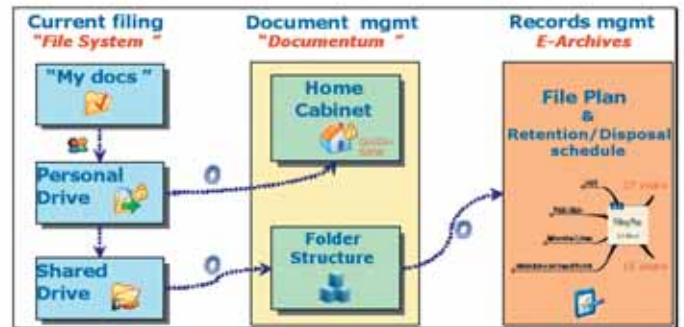 Current filing
"File System "
"My docs "
Personal
Drive
Shared
Drive
Document mgmt
"Documentum "
Home
Cabinet
Folder
Structure
Records mgmt
E-Archives
File Plan
&
Retention/Disposal
schedule